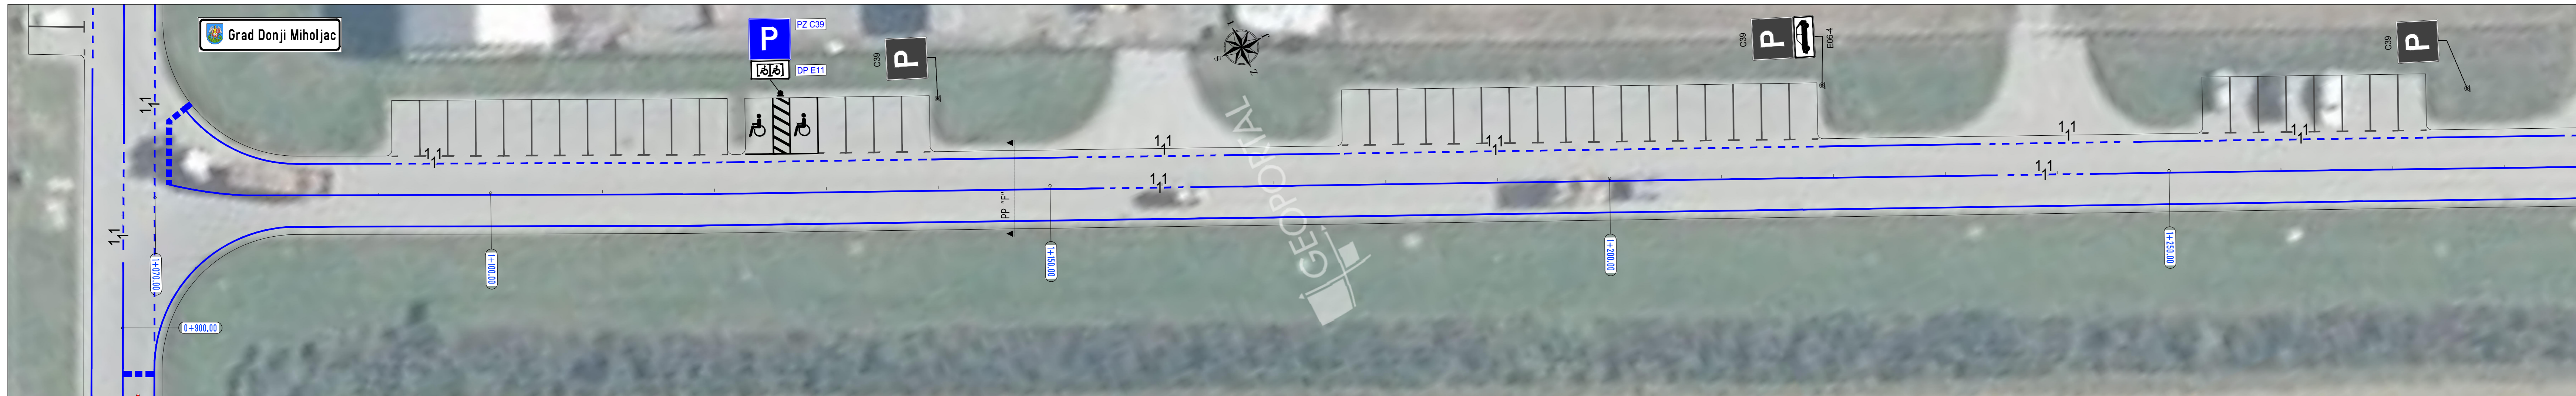 Grad Donji Miholjac
P
PZ C39
DP E11
C39
P
C39
P
E06-4
C39
P
1
S
Z
J
1,1
1,1
1,1
1,1
1,1
1,1
1,1
1,1
1,1
PP "F"
GEOPORTAL
1+070.00
1+100.00
1+150.00
1+200.00
1+250.00
0+900.00